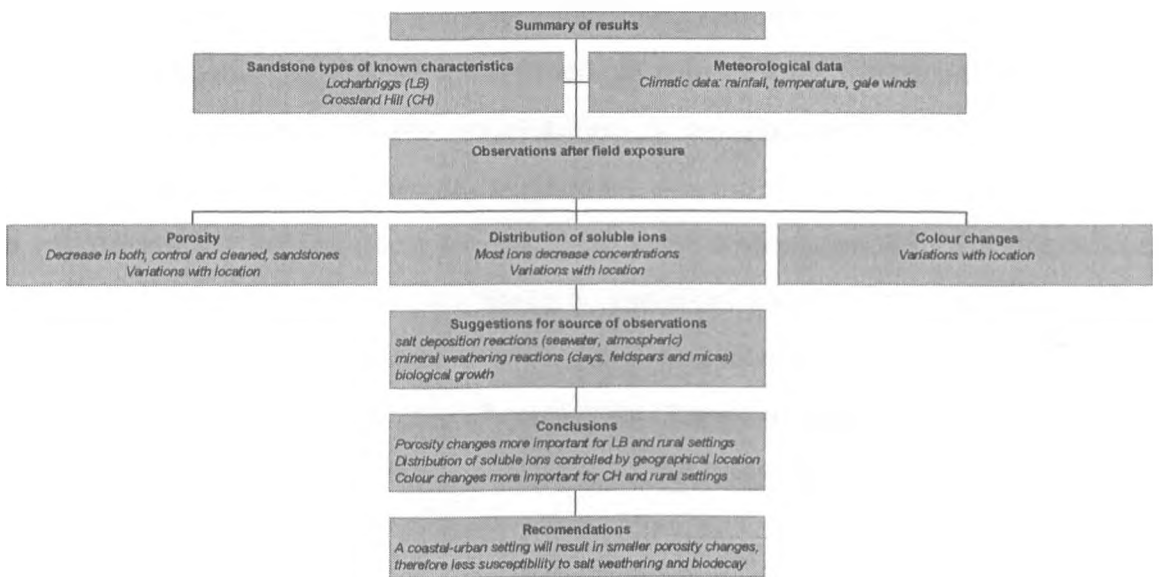 Summary of results
Sandstone types of known characteristics
Locharbriggs (LB)
Crossland Hill (CH)
Meteorological data
Climatic data: rainfall, temperature, gale winds
Observations after field exposure
Porosity
Decrease in both, control and cleaned, sandstones
Variations with location
Distribution of soluble ions
Most ions decrease concentrations
Variations with location
Colour changes
Variations with location
Suggestions for source of observations
salt deposition reactions (seawater, atmospheric)
mineral weathering reactions (clays, feldspars and micas)
biological growth
Conclusions
Porosity changes more important for LB and rural settings
Distribution of soluble ions controlled by geographical location
Colour changes more important for CH and rural settings
Recomendations
A coastal-urban setting will result in smaller porosity changes,
therefore less susceptibility to salt weathering and biodecay